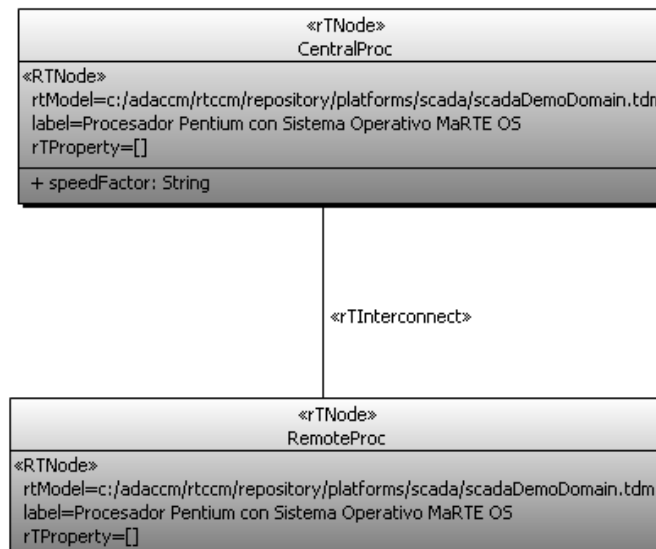 «rTNode»
CentralProc
«RTNode»
rtModel=c:/adaccm/rtccm/repository/platforms/scada/scadaDemoDomain.tdm
label=Procesador Pentium con Sistema Operativo MaRTE OS
rTProperty=[]
+ speedFactor: String
«rTInterconnect»
«rTNode»
RemoteProc
«RTNode»
rtModel=c:/adaccm/rtccm/repository/platforms/scada/scadaDemoDomain.tdm
label=Procesador Pentium con Sistema Operativo MaRTE OS
rTProperty=[]